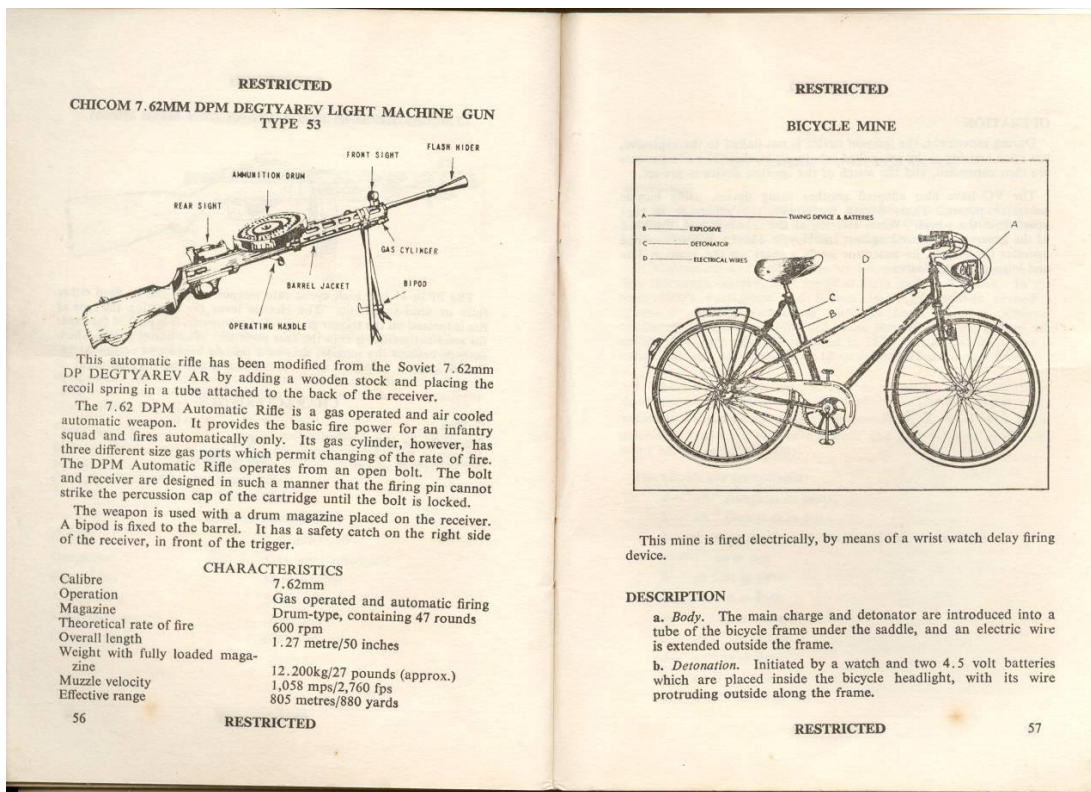 RESTRICTED
CHICOM 7.62MM DPM DEGTYAREV LIGHT MACHINE GUN
TYPE 53
FLASH HIDER
FRONT SIGHT
AMMUNITION DRUM
REAR SIGHT
GAS CYLINDER
BARREL JACKET
BIPOD
OPERATING HANDLE
This automatic rifle has been modified from the Soviet 7.62mm
DP DEGTYAREV AR by adding a wooden stock and placing the
recoil spring in a tube attached to the back of the receiver.
The 7.62 DPM Automatic Rifle is a gas operated and air cooled
automatic weapon. It provides the basic fire power for an infantry
squad and fires automatically only. Its gas cylinder, however, has
three different size gas ports which permit changing of the rate of fire.
The DPM Automatic Rifle operates from an open bolt. The bolt
and receiver are designed in such a manner that the firing pin cannot
strike the percussion cap of the cartridge until the bolt is locked.
The weapon is used with a drum magazine placed on the receiver.
A bipod is fixed to the barrel. It has a safety catch on the right side
of the receiver, in front of the trigger.
CHARACTERISTICS
Calibre 7.62mm
Operation Gas operated and automatic firing
Magazine Drum-type, containing 47 rounds
Theoretical rate of fire 600 rpm
Overall length 1.27 metre/50 inches
Weight with fully loaded maga-
zine 12.200kg/27 pounds (approx.)
Muzzle velocity 1,058 mps/2,760 fps
Effective range 805 metres/880 yards
56 RESTRICTED
RESTRICTED
BICYCLE MINE
A TIMING DEVICE & BATTERIES
B EXPLOSIVE
C DETONATOR
D ELECTRICAL WIRES
A
D
C
B
This mine is fired electrically, by means of a wrist watch delay firing
device.
DESCRIPTION
a. Body. The main charge and detonator are introduced into a
tube of the bicycle frame under the saddle, and an electric wire
is extended outside the frame.
b. Detonation. Initiated by a watch and two 4.5 volt batteries
which are placed inside the bicycle headlight, with its wire
protruding outside along the frame.
RESTRICTED 57